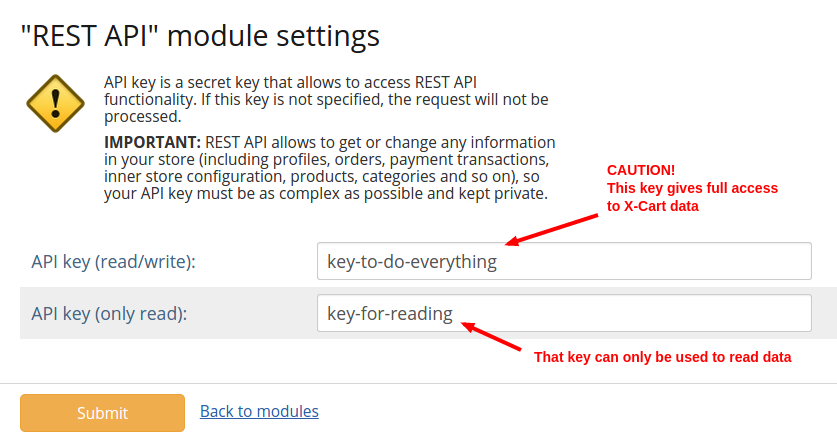 "REST API" module settings
API key is a secret key that allows to access REST API
functionality. If this key is not specified, the request will not be
processed.
IMPORTANT: REST API allows to get or change any information
in your store (including profiles, orders, payment transactions,
inner store configuration, products, categories and so on), so
your API key must be as complex as possible and kept private.
CAUTION!
This key gives full access
to X-Cart data
API key (read/write):
key-to-do-everything
API key (only read):
key-for-reading
That key can only be used to read data
Submit
Back to modules